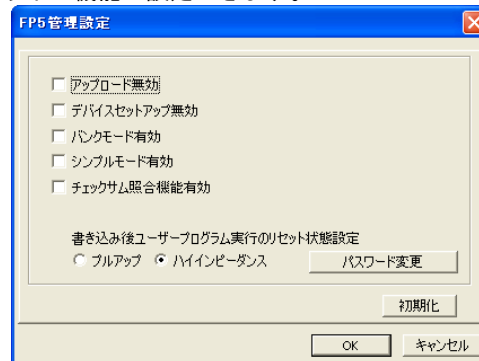 FP5管理設定
アップロード無効
デバイスセットアップ無効
バンクモード有効
シンプルモード有効
チェックサム照合機能有効
書き込み後ユーザープログラム実行のリセット状態設定
プルアップ ハイインピーダンス パスワード変更
初期化
OK キャンセル